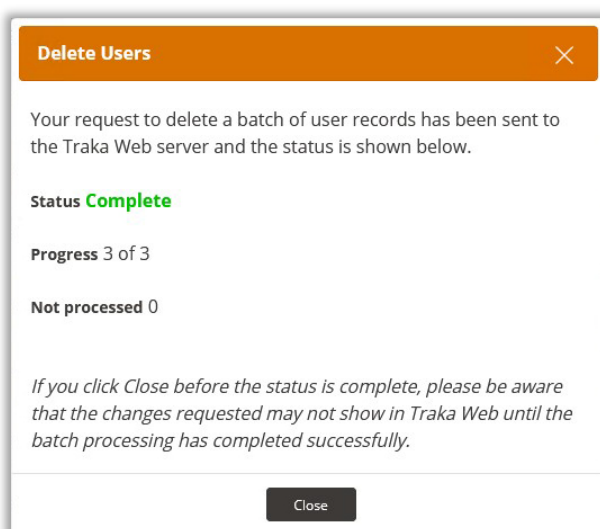 Delete Users
Your request to delete a batch of user records has been sent to
the Traka Web server and the status is shown below.
Status Complete
Progress 3 of 3
Not processed 0
If you click Close before the status is complete, please be aware
that the changes requested may not show in Traka Web until the
batch processing has completed successfully.
Close